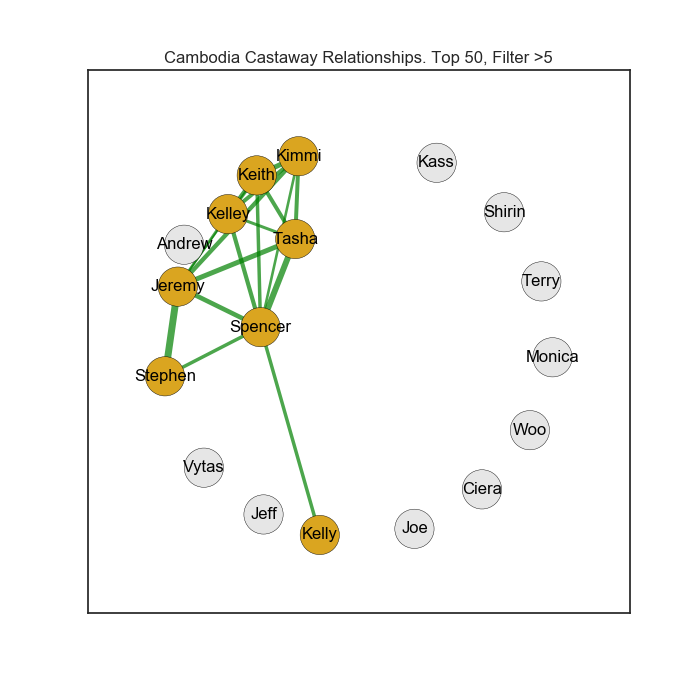 Cambodia Castaway Relationships. Top 50, Filter >5
Kimmi
Kass
Keith
Shirin
Kelley
Tasha
Andrew
Terry
Jeremy
Spencer
Monica
Stephen
Woo
Vytas
Ciera
Jeff
Joe
Kelly